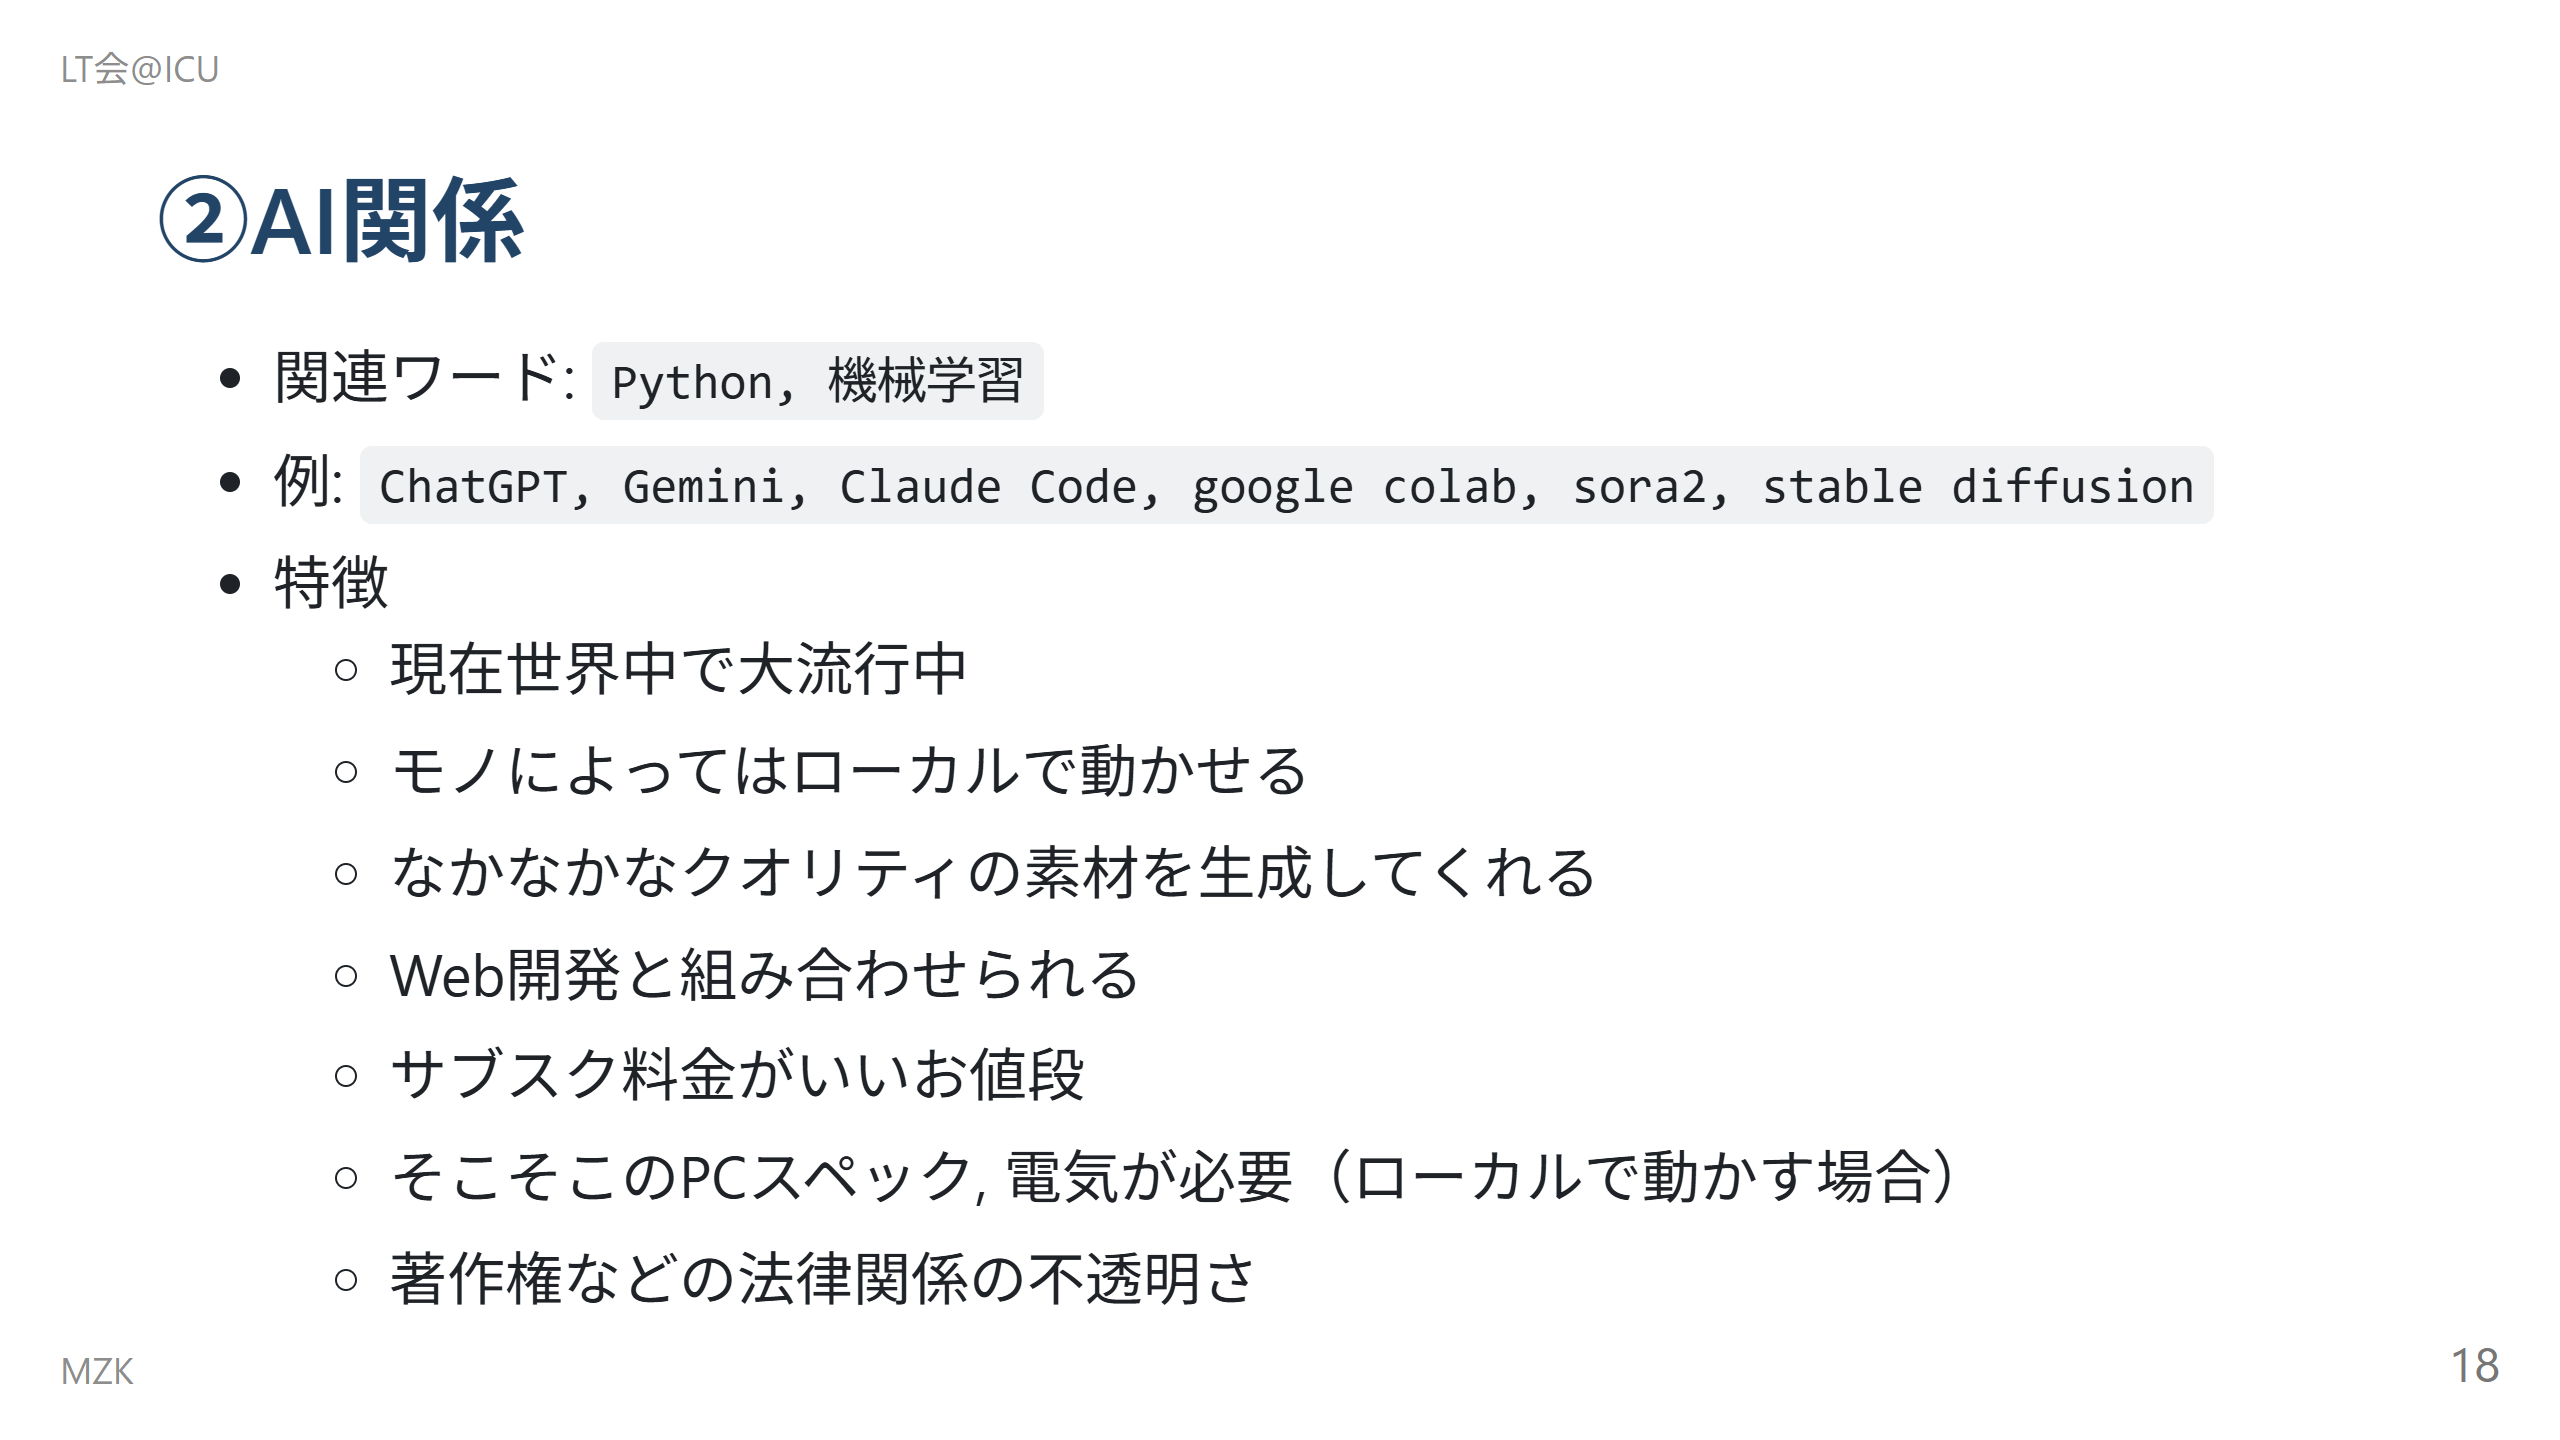 LT会@ICU
②AI関係
• 関連ワード: Python, 機械学習
• 例: ChatGPT, Gemini, Claude Code, google colab, sora2, stable diffusion
• 特徴
○ 現在世界中で大流行中
○ モノによってはローカルで動かせる
○ なかなかなクオリティの素材を生成してくれる
○ Web開発と組み合わせられる
○ サブスク料金がいいお値段
○ そこそこのPCスペック, 電気が必要（ローカルで動かす場合）
○ 著作権などの法律関係の不透明さ
MZK
18